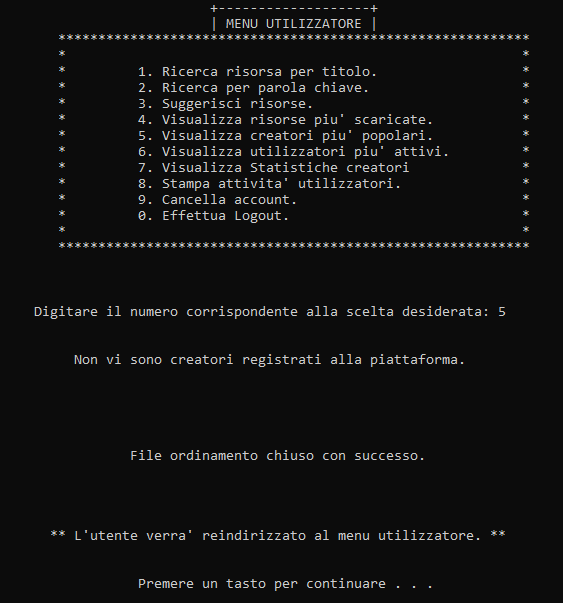 +-------------------+
| MENU UTILIZZATORE |
***********************************************************
* *
* 1. Ricerca risorsa per titolo. *
* 2. Ricerca per parola chiave. *
* 3. Suggerisci risorse. *
* 4. Visualizza risorse piu' scaricate. *
* 5. Visualizza creatori piu' popolari. *
* 6. Visualizza utilizzatori piu' attivi. *
* 7. Visualizza Statistiche creatori *
* 8. Stampa attivita' utilizzatori. *
* 9. Cancella account. *
* 0. Effettua Logout. *
* *
***********************************************************
Digitare il numero corrispondente alla scelta desiderata: 5
Non vi sono creatori registrati alla piattaforma.
File ordinamento chiuso con successo.
** L'utente verra' reindirizzato al menu utilizzatore. **
Premere un tasto per continuare . . .